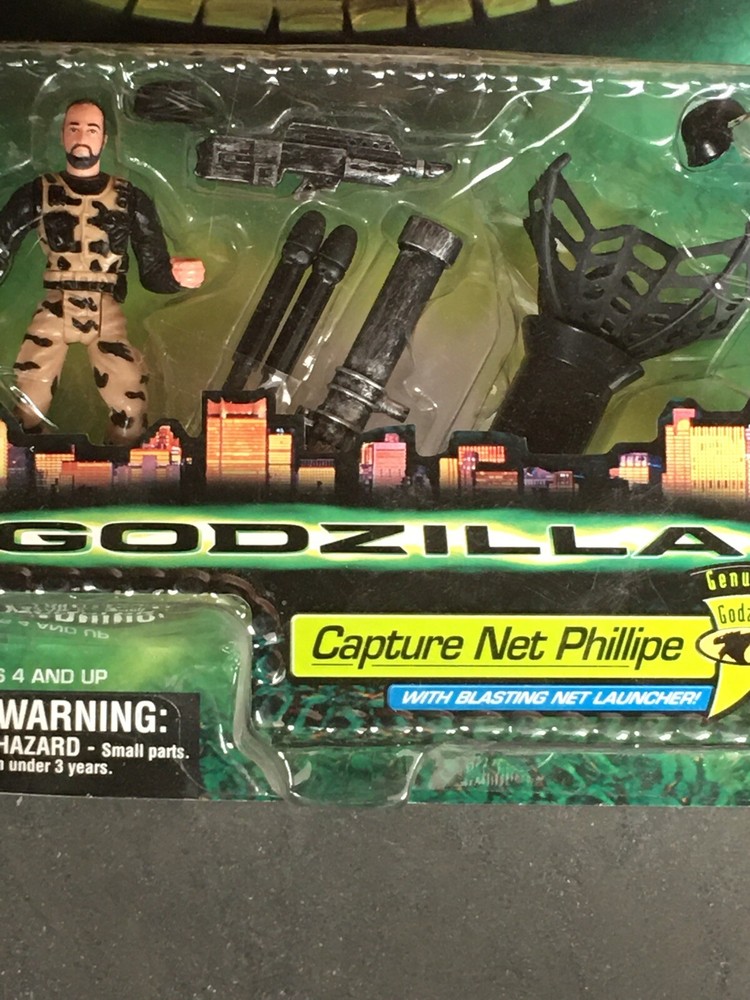 GODZILLA
Genu
Godz
Capture Net Phillipe
WITH BLASTING NET LAUNCHER!
S 4 AND UP
WARNING:
HAZARD - Small parts.
n under 3 years.